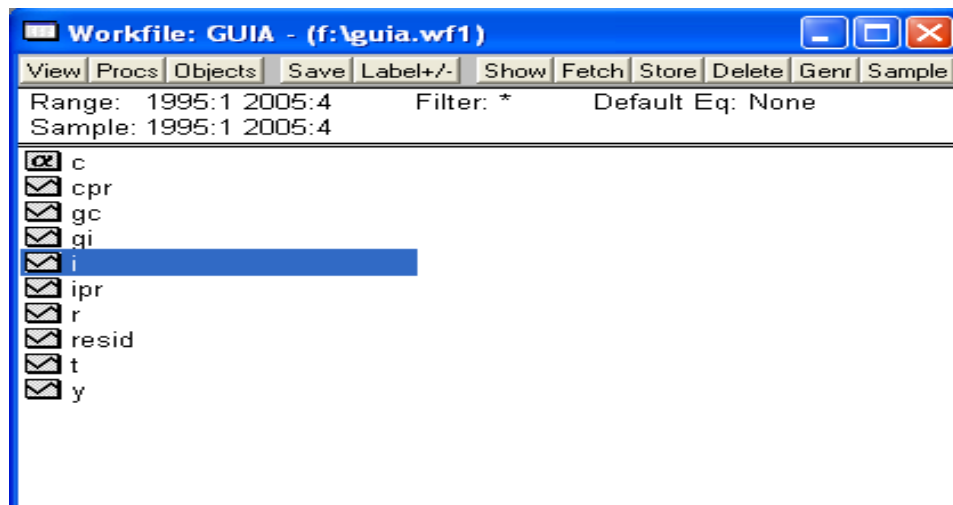 Workfile: GUIA - (f:\guia.wf1)
View Procs Objects Save Label+/- Show Fetch Store Delete Genr Sample
Range: 1995:1 2005:4 Filter: * Default Eq: None
Sample: 1995:1 2005:4
c
cpr
gc
gi
i
ipr
r
resid
t
y